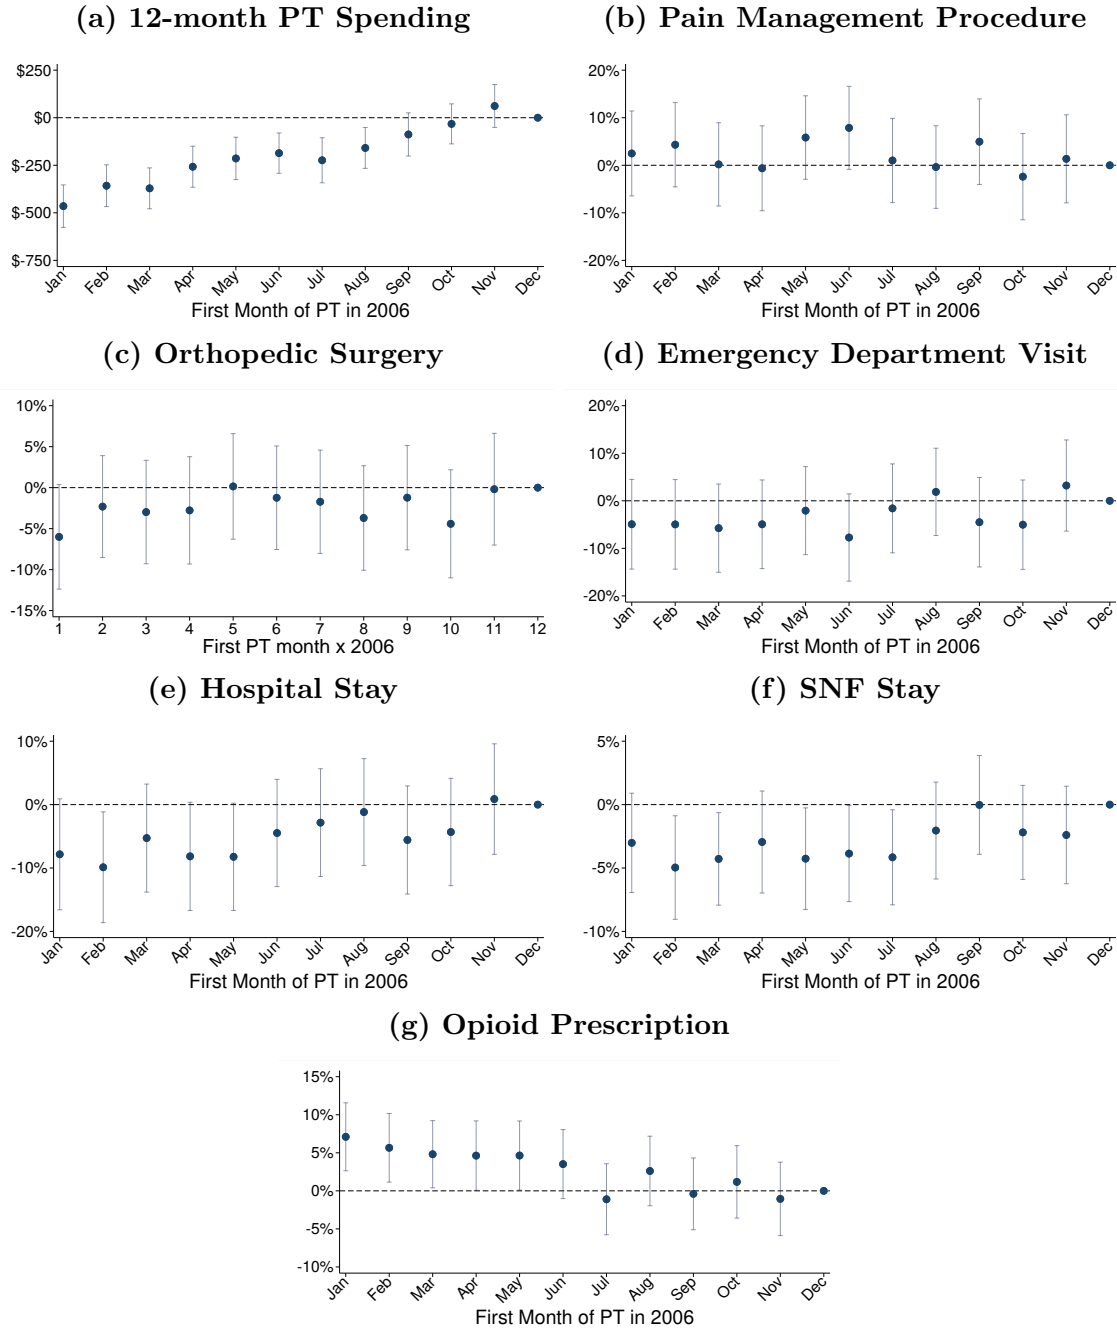 (a) 12-month PT Spending
$250
$0
$-250
$-500
$-750
Jan Feb Mar Apr May Jun Jul Aug Sep Oct Nov Dec
First Month of PT in 2006
(b) Pain Management Procedure
20%
10%
0%
-10%
-20%
Jan Feb Mar Apr May Jun Jul Aug Sep Oct Nov Dec
First Month of PT in 2006
(c) Orthopedic Surgery
10%
5%
0%
-5%
-10%
-15%
1 2 3 4 5 6 7 8 9 10 11 12
First PT month x 2006
(d) Emergency Department Visit
20%
10%
0%
-10%
-20%
Jan Feb Mar Apr May Jun Jul Aug Sep Oct Nov Dec
First Month of PT in 2006
(e) Hospital Stay
10%
0%
-10%
-20%
Jan Feb Mar Apr May Jun Jul Aug Sep Oct Nov Dec
First Month of PT in 2006
(f) SNF Stay
5%
0%
-5%
-10%
Jan Feb Mar Apr May Jun Jul Aug Sep Oct Nov Dec
First Month of PT in 2006
(g) Opioid Prescription
15%
10%
5%
0%
-5%
-10%
Jan Feb Mar Apr May Jun Jul Aug Sep Oct Nov Dec
First Month of PT in 2006